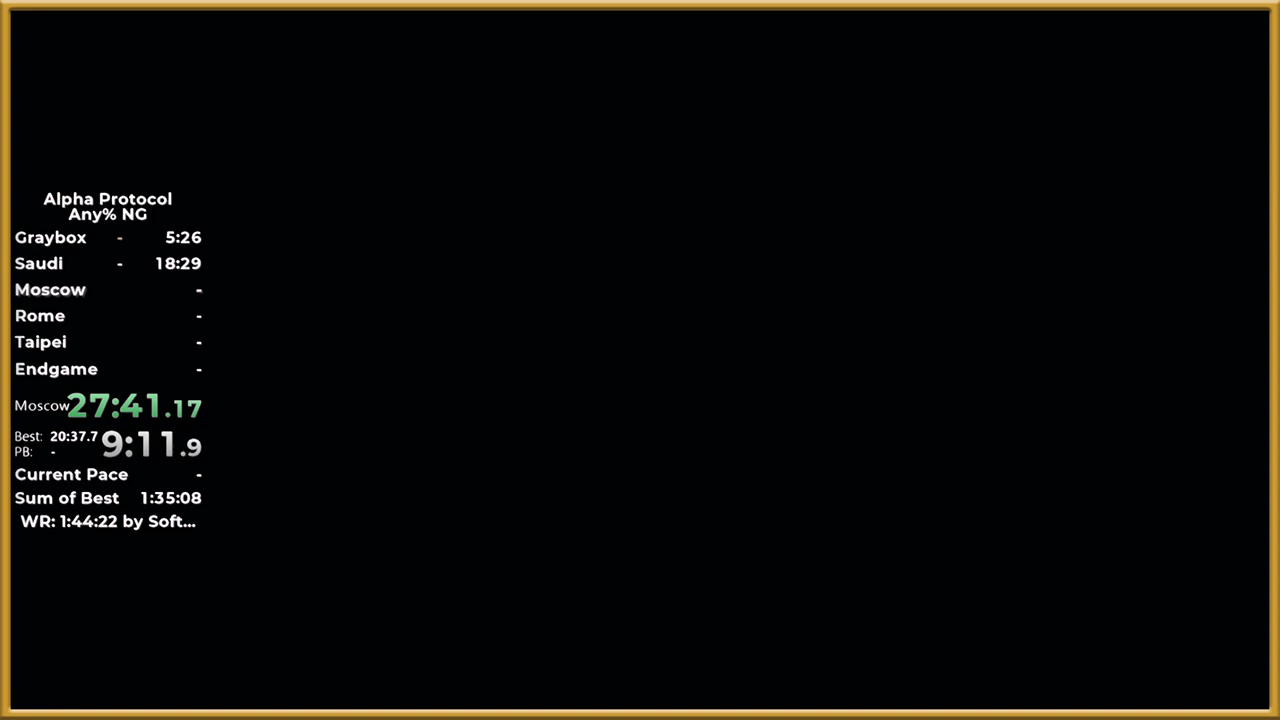 Alpha Protocol
Any% NG
Graybox - 5:26
Saudi - 18:29
Moscow -
Rome -
Taipei -
Endgame -
Moscow 27:41.17
Best: 20:37.7 9:11.9
PB: -
Current Pace -
Sum of Best 1:35:08
WR: 1:44:22 by Soft...